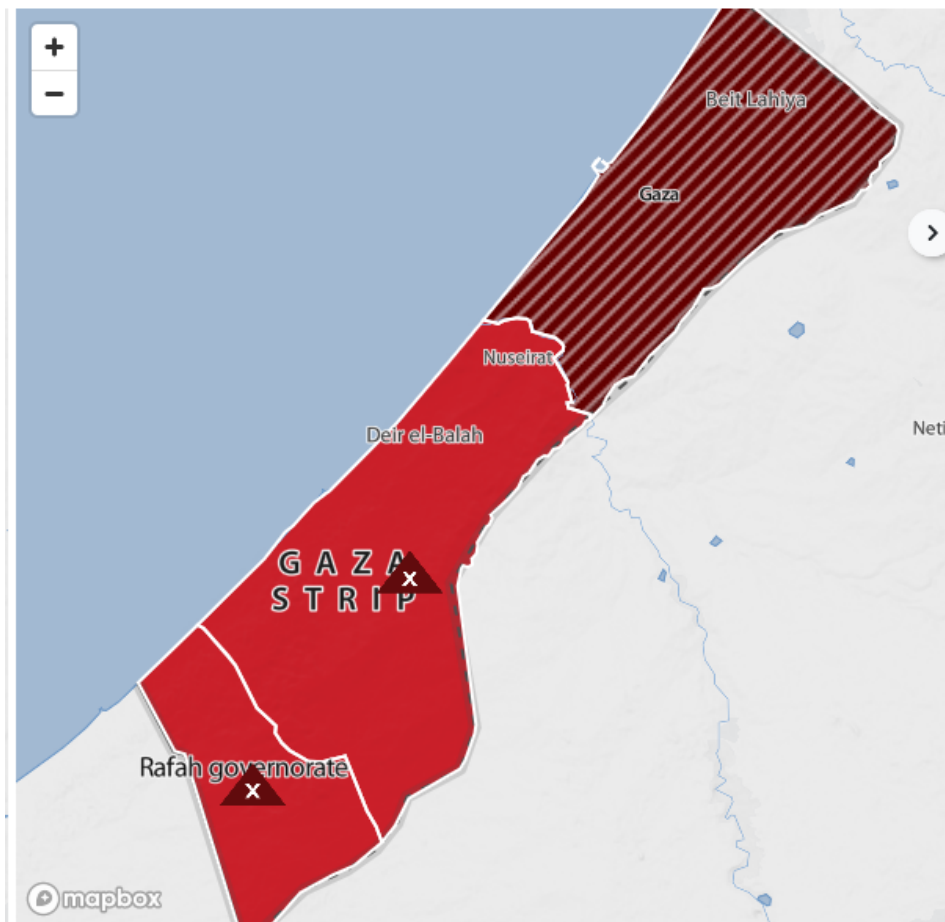 +
−
Beit Lahiya
Gaza
Nuseirat
Deir el-Balah
Neti
GAZA
STRIP
X
Rafah governorate
X
mapbox